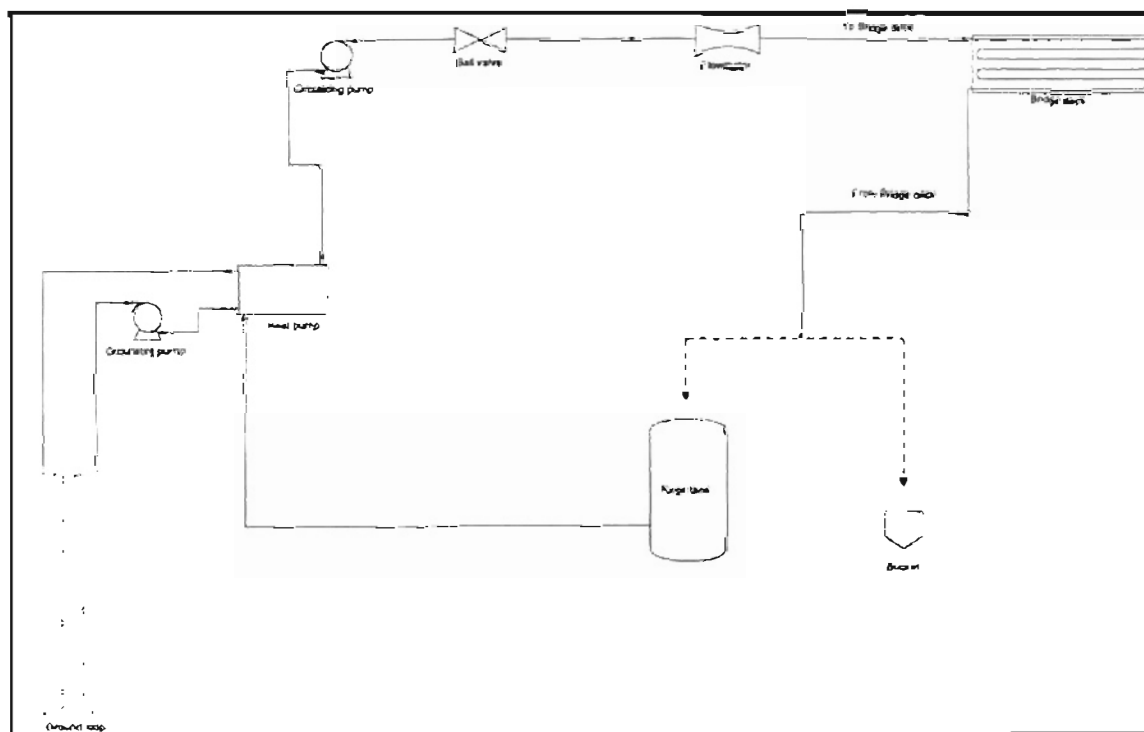 To Bridge deck
Ball valve
Flowmeter
Circulating pump
Bridge deck
From Bridge deck
Heat pump
Circulating pump
Purge tank
Bucket
Ground loop